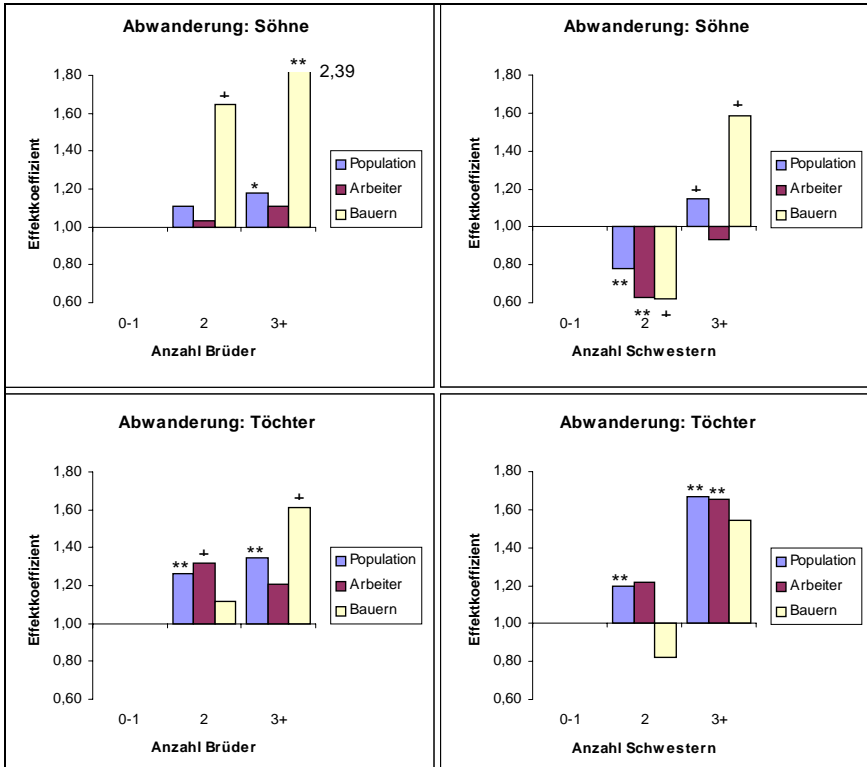 Abwanderung: Söhne
** 2,39
1,80
+
1,60
1,40
1,20
*
1,00
0,80
0,60
Effektkoeffizient
0-1 2 3+
Anzahl Brüder
Population
Arbeiter
Bauern
Abwanderung: Söhne
1,80
+
1,60
1,40
1,20
+
1,00
0,80
**
0,60
** +
Effektkoeffizient
0-1 2 3+
Anzahl Schwestern
Population
Arbeiter
Bauern
Abwanderung: Töchter
1,80
+
1,60
1,40
** + **
1,20
1,00
0,80
0,60
Effektkoeffizient
0-1 2 3+
Anzahl Brüder
Population
Arbeiter
Bauern
Abwanderung: Töchter
1,80
** **
1,60
1,40
**
1,20
1,00
0,80
0,60
Effektkoeffizient
0-1 2 3+
Anzahl Schwestern
Population
Arbeiter
Bauern